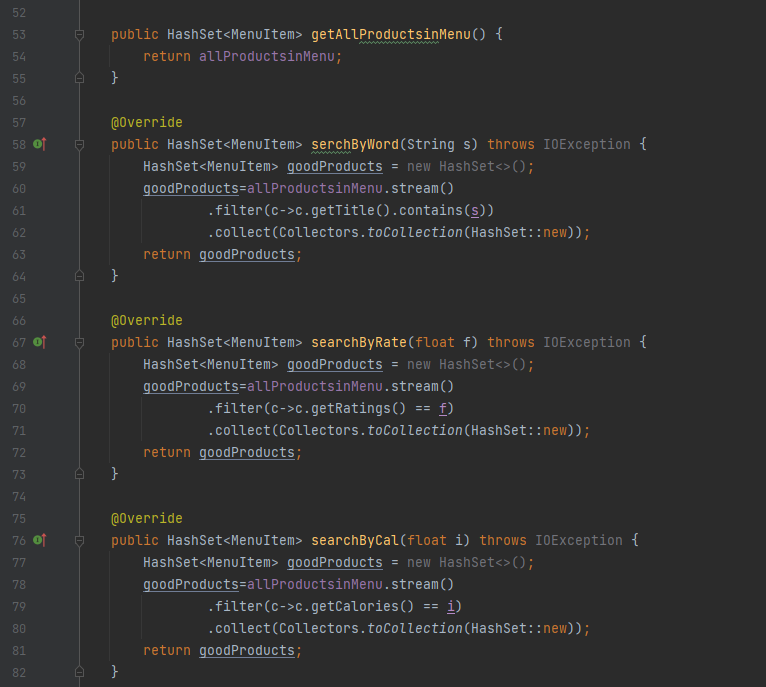 52
53 public HashSet<MenuItem> getAllProductsinMenu() {
54 return allProductsinMenu;
55 }
56
57 @Override
58 public HashSet<MenuItem> serchByWord(String s) throws IOException {
59 HashSet<MenuItem> goodProducts = new HashSet<>();
60 goodProducts=allProductsinMenu.stream()
61 .filter(c->c.getTitle().contains(s))
62 .collect(Collectors.toCollection(HashSet::new));
63 return goodProducts;
64 }
65
66 @Override
67 public HashSet<MenuItem> searchByRate(float f) throws IOException {
68 HashSet<MenuItem> goodProducts = new HashSet<>();
69 goodProducts=allProductsinMenu.stream()
70 .filter(c->c.getRatings() == f)
71 .collect(Collectors.toCollection(HashSet::new));
72 return goodProducts;
73 }
74
75 @Override
76 public HashSet<MenuItem> searchByCal(float i) throws IOException {
77 HashSet<MenuItem> goodProducts = new HashSet<>();
78 goodProducts=allProductsinMenu.stream()
79 .filter(c->c.getCalories() == i)
80 .collect(Collectors.toCollection(HashSet::new));
81 return goodProducts;
82 }